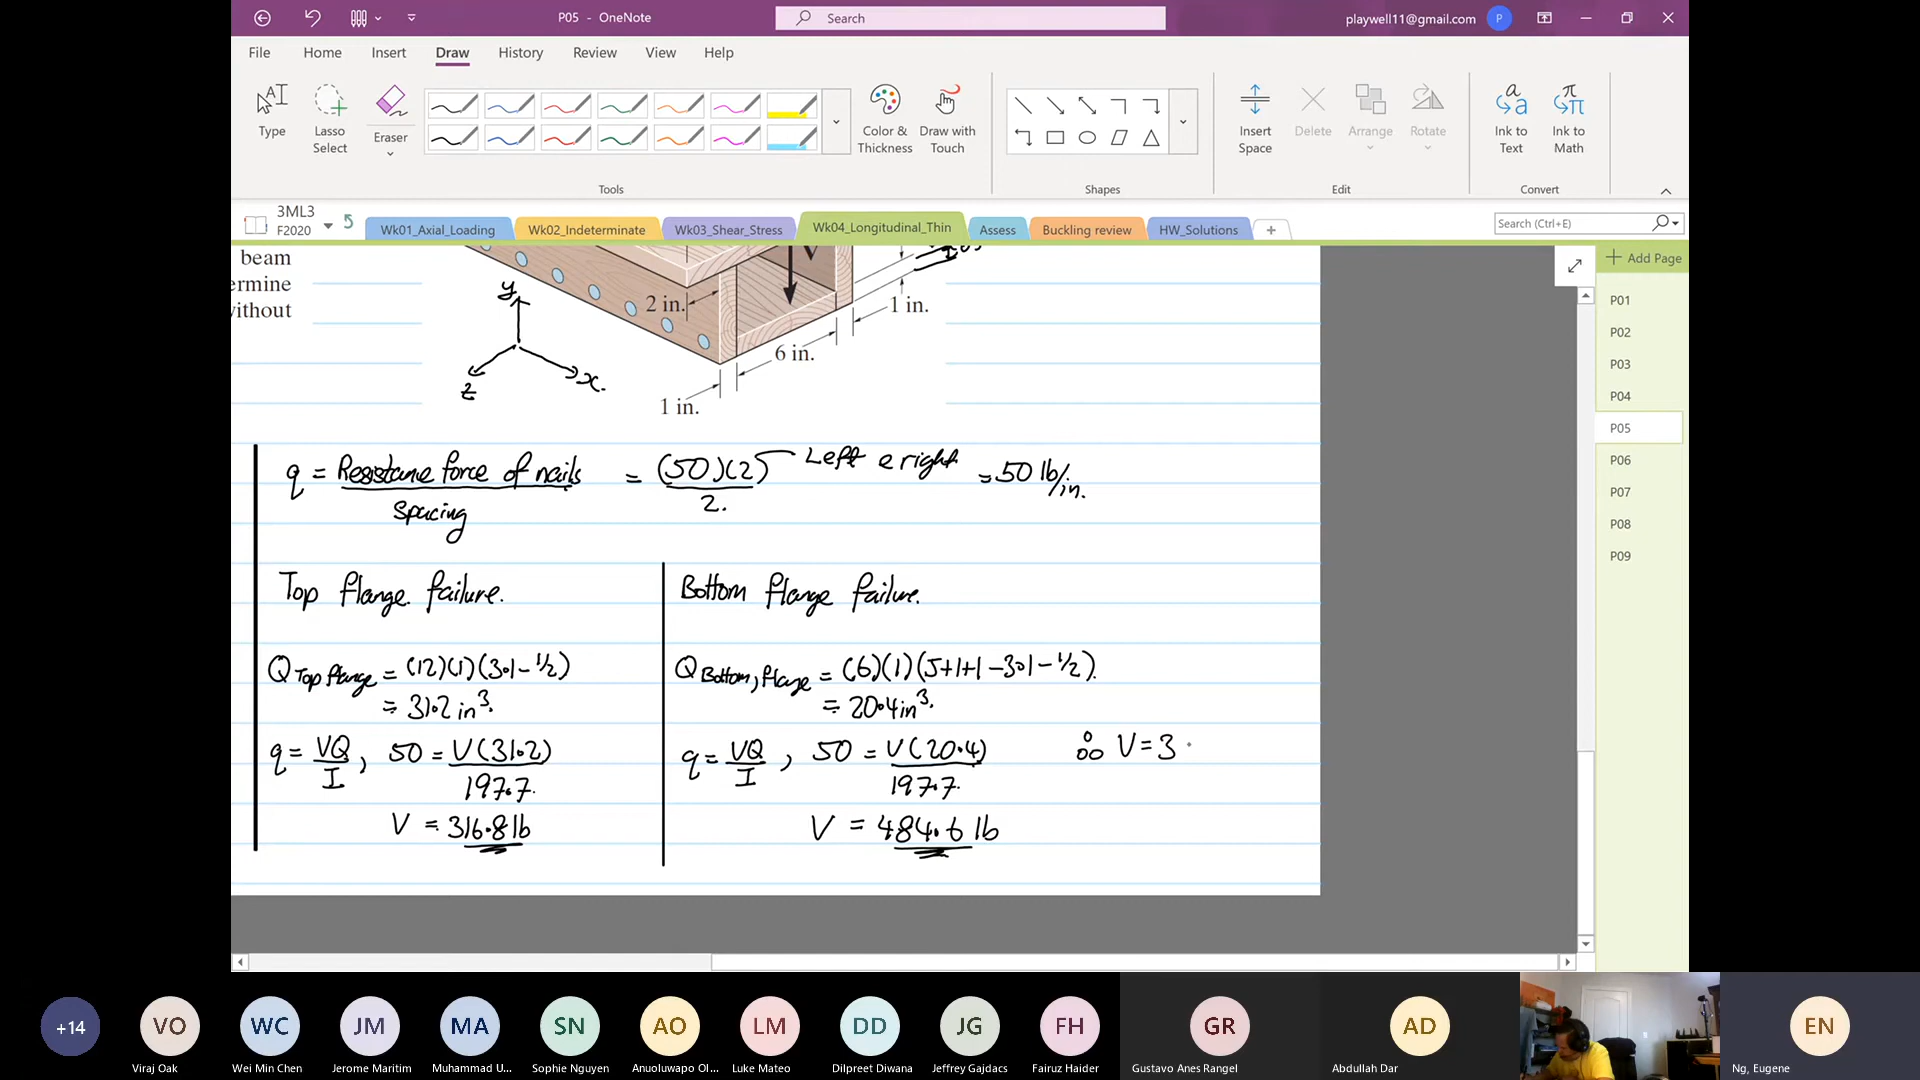 P05 - OneNote
Search
playwell11@gmail.com
P
File Home Insert Draw History Review View Help
Type
Lasso Select
Eraser
Color & Thickness
Draw with Touch
Insert Space
Delete
Arrange
Rotate
Ink to Text
Ink to Math
Tools
Shapes
Edit
Convert
3ML3
F2020
Wk01_Axial_Loading
Wk02_Indeterminate
Wk03_Shear_Stress
Wk04_Longitudinal_Thin
Assess
Buckling review
HW_Solutions
Search (Ctrl+E)
Add Page
P01
P02
P03
P04
P05
P06
P07
P08
P09
beam
ermine
vithout
y
z
x.
2 in.
1 in.
6 in.
1 in.
q = Resistance force of nails / spacing = (50)(2) / 2. Left & right = 50 lb/in.
Top flange failure.
Q Top flange = (12)(1)(3.1 - 1/2)
= 31.2 in³.
q = VQ/I , 50 = V(31.2) / 197.7.
V = 316.8 lb
Bottom flange failure.
Q Bottom, flange = (6)(1)(5+1+1-3.1-1/2).
= 20.4 in³.
q = VQ/I , 50 = V(20.4) / 197.7.
V = 484.6 lb
∴ V = 3
+14
VO
WC
JM
MA
SN
AO
LM
DD
JG
FH
GR
AD
EN
Viraj Oak
Wei Min Chen
Jerome Maritim
Muhammad U...
Sophie Nguyen
Anuoluwapo Ol...
Luke Mateo
Dilpreet Diwana
Jeffrey Gajdacs
Fairuz Haider
Gustavo Anes Rangel
Abdullah Dar
Ng, Eugene